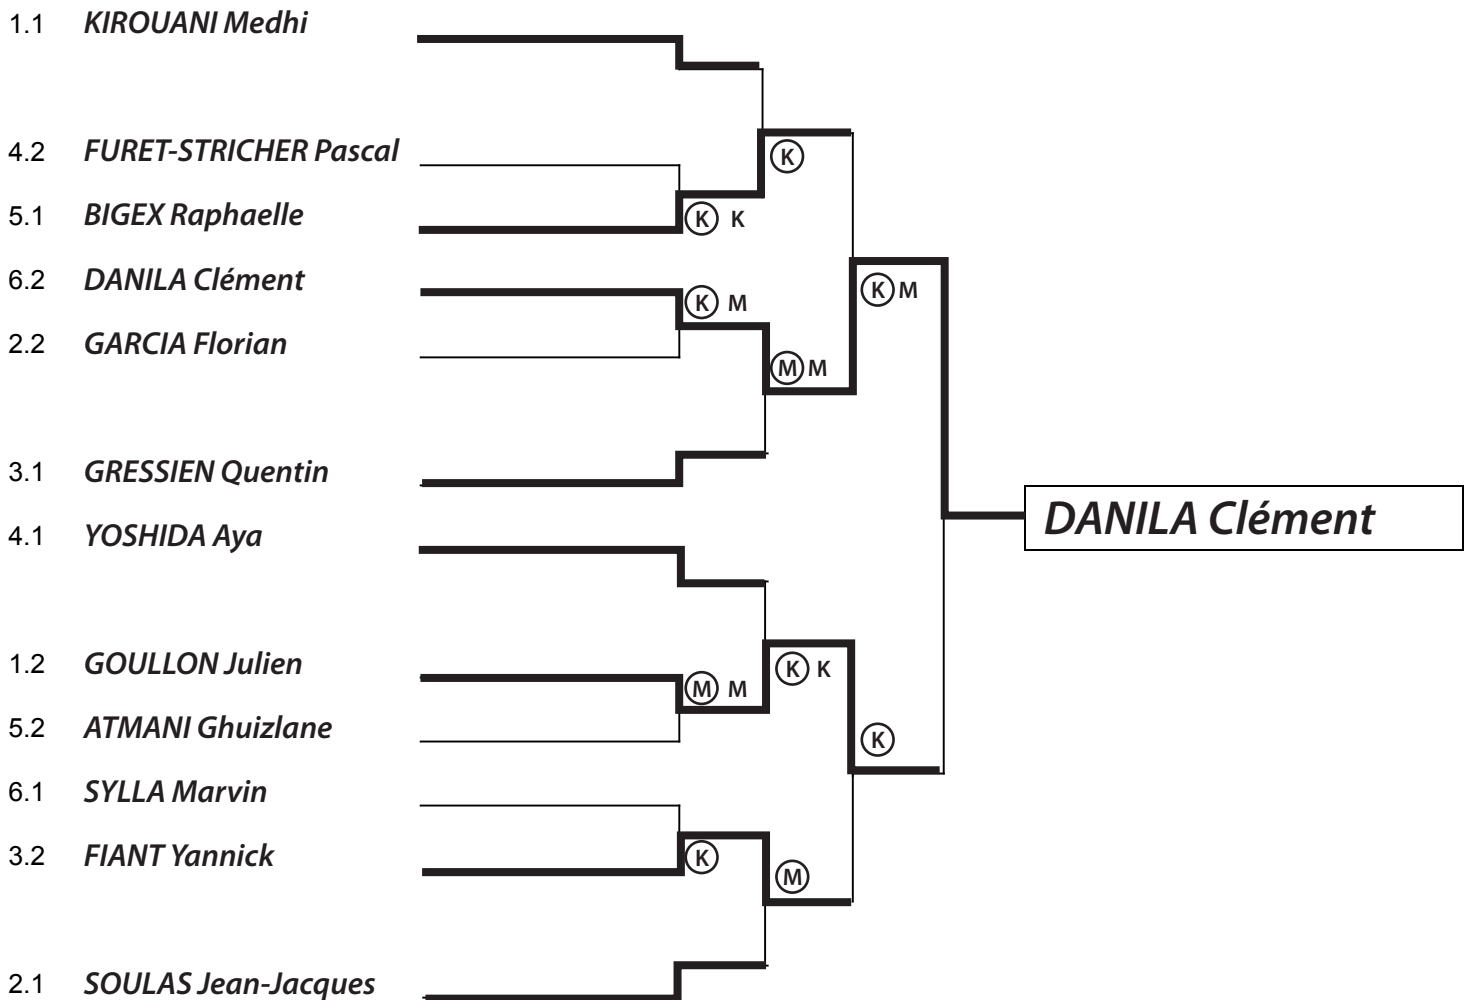 1.1 KIROUANI Medhi
4.2 FURET-STRICHER Pascal
K
5.1 BIGEX Raphaelle
K K
6.2 DANILA Clément
K M
K M
2.2 GARCIA Florian
M M
3.1 GRESSIEN Quentin
DANILA Clément
4.1 YOSHIDA Aya
1.2 GOULLON Julien
K K
M M
5.2 ATMANI Ghuizlane
K
6.1 SYLLA Marvin
3.2 FIANT Yannick
K
M
2.1 SOULAS Jean-Jacques